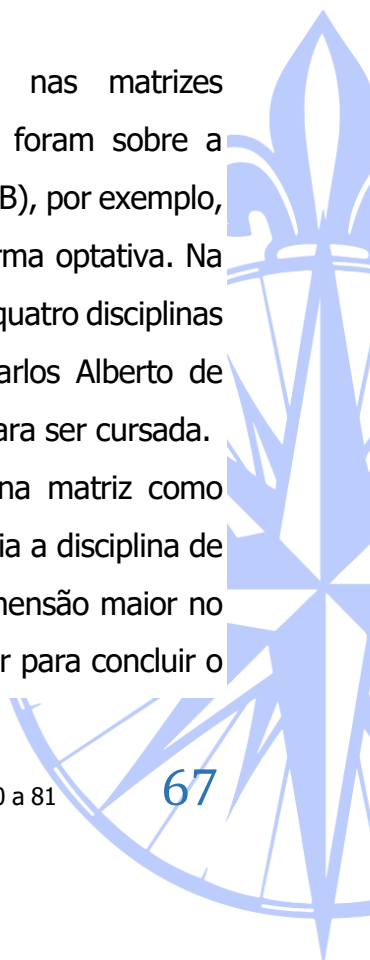 nas matrizes
foram sobre a
B), por exemplo,
rma optativa. Na
quatro disciplinas
arlos Alberto de
ara ser cursada.
na matriz como
ia a disciplina de
nensão maior no
r para concluir o
0 a 81 67